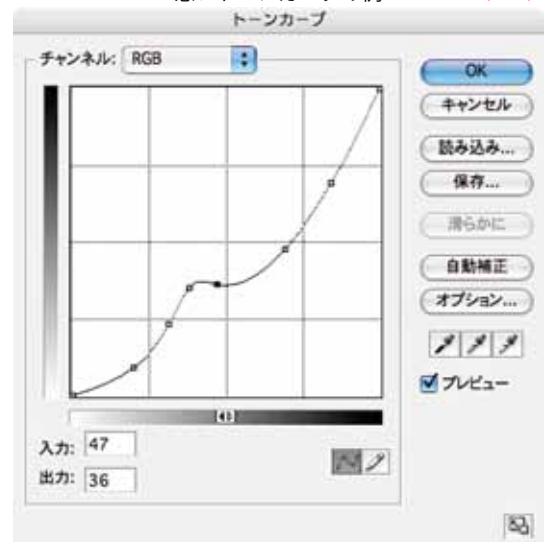 トーンカーブ
チャンネル: RGB
OK
キャンセル
読み込み...
保存...
滑らかに
自動補正
オプション...
プレビュー
入力: 47
出力: 36